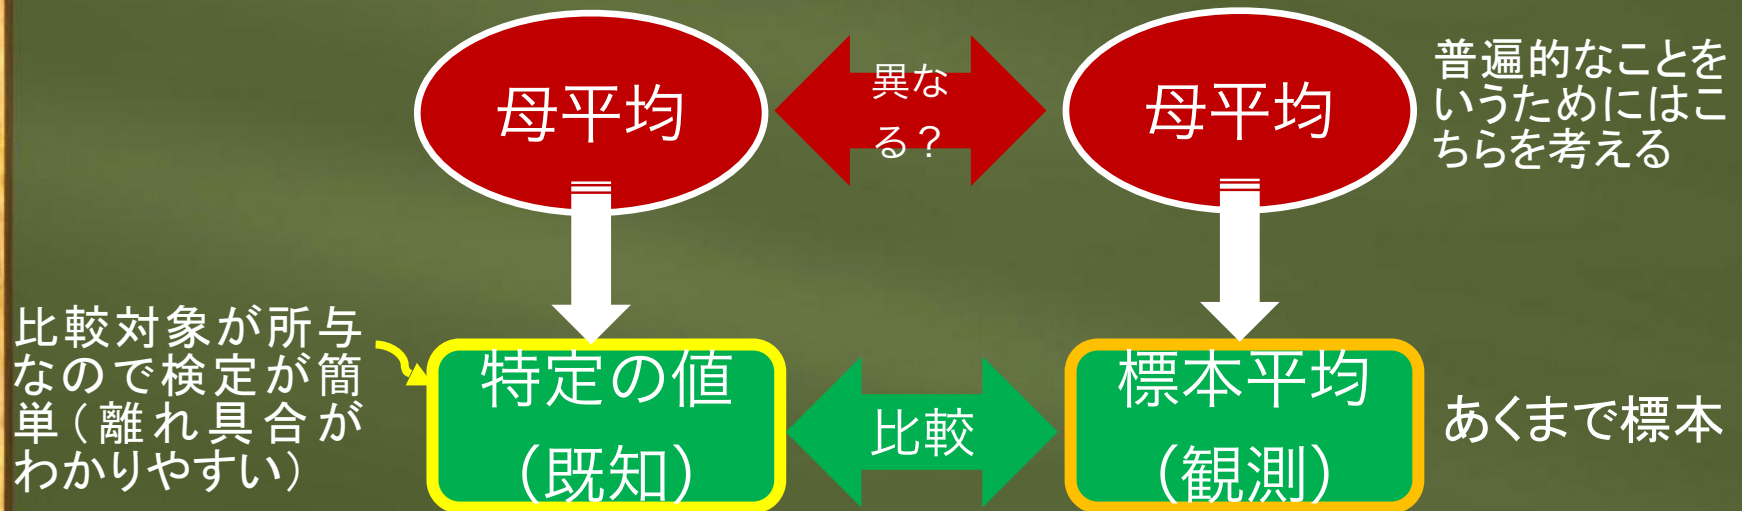 母平均
異な
る？
母平均
普遍的なことを
いうためにはこ
ちらを考える
比較対象が所与
なので検定が簡
単（離れ具合が
わかりやすい）
特定の値
（既知）
比較
標本平均
（観測）
あくまで標本